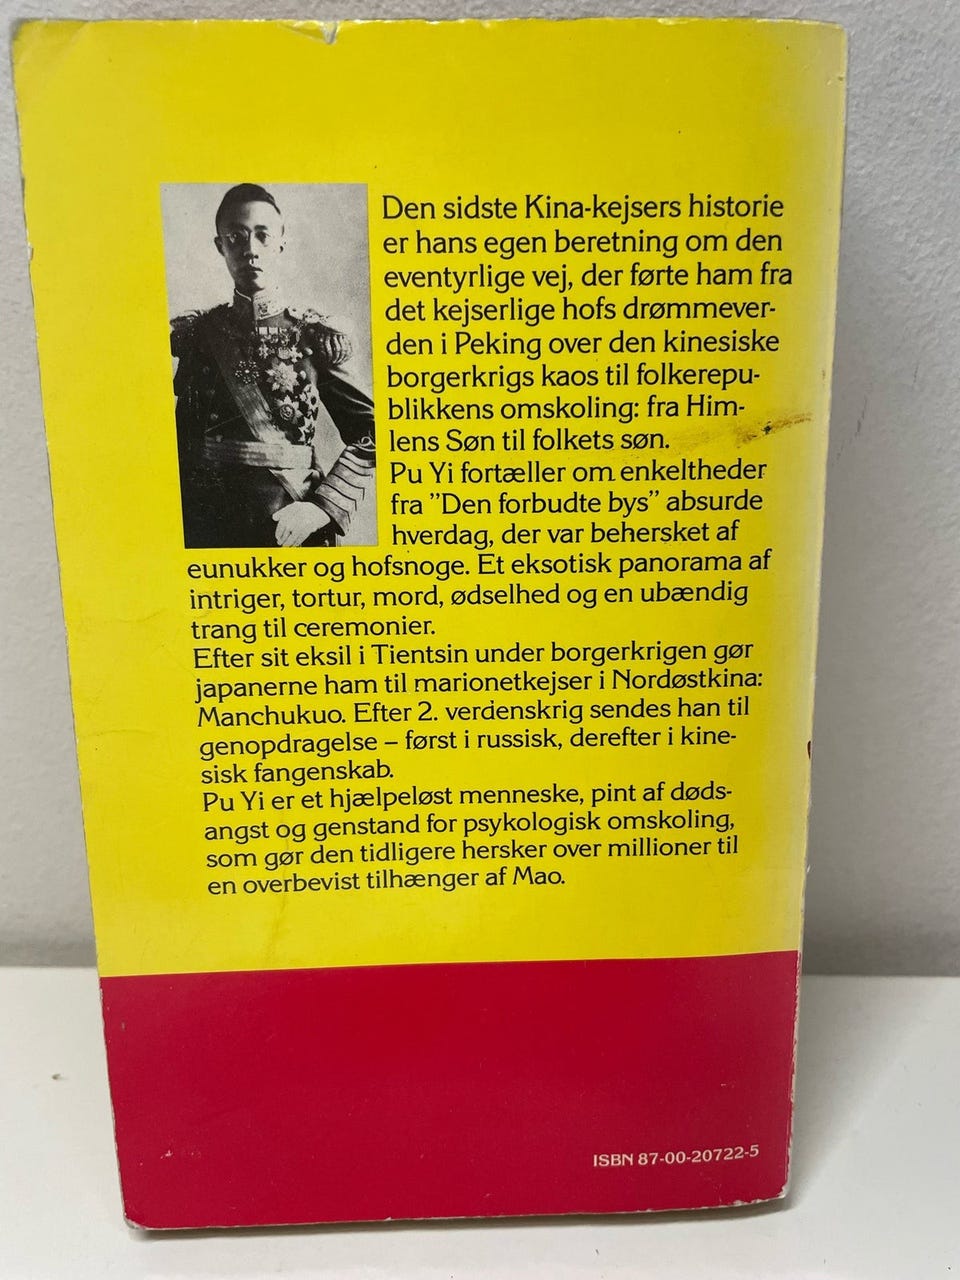 Den sidste Kina-kejsers historie
er hans egen beretning om den
eventyrlige vej, der førte ham fra
det kejserlige hofs drømmever-
den i Peking over den kinesiske
borgerkrigs kaos til folkerepu-
blikkens omskoling: fra Him-
lens Søn til folkets søn.
Pu Yi fortæller om enkeltheder
fra "Den forbudte bys" absurde
hverdag, der var behersket af
eunukker og hofsnoge. Et eksotisk panorama af
intriger, tortur, mord, ødselhed og en ubændig
trang til ceremonier.
Efter sit eksil i Tientsin under borgerkrigen gør
japanerne ham til marionetkejser i Nordøstkina:
Manchukuo. Efter 2. verdenskrig sendes han til
genopdragelse – først i russisk, derefter i kine-
sisk fangenskab.
Pu Yi er et hjælpeløst menneske, pint af døds-
angst og genstand for psykologisk omskoling,
som gør den tidligere hersker over millioner til
en overbevist tilhænger af Mao.
ISBN 87-00-20722-5